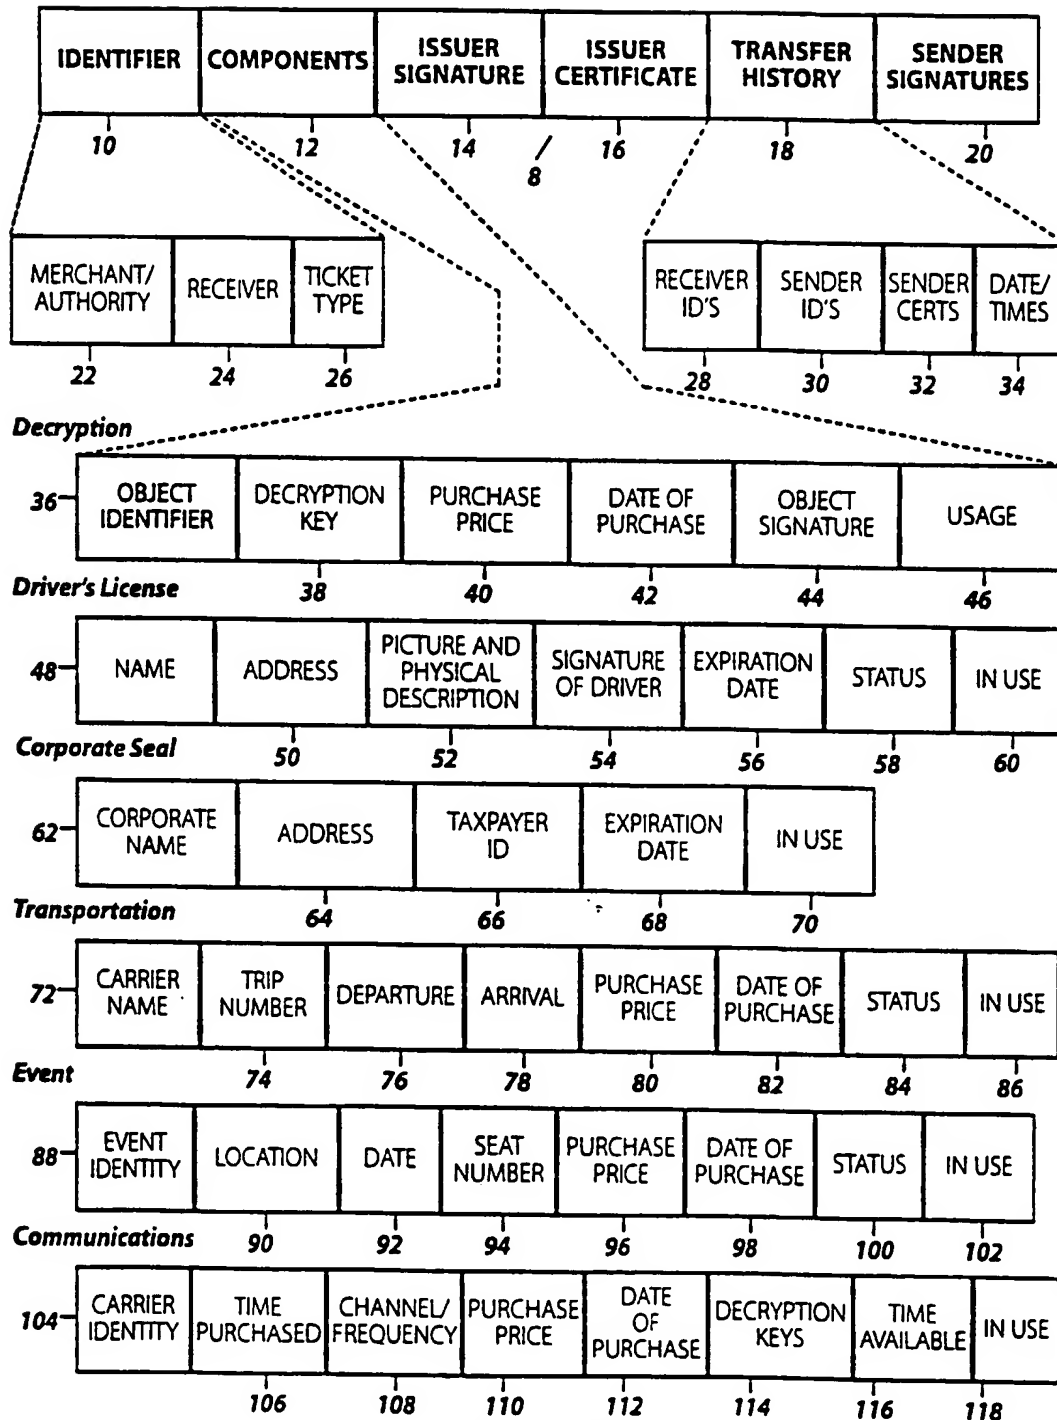 IDENTIFIER COMPONENTS ISSUER SIGNATURE ISSUER CERTIFICATE TRANSFER HISTORY SENDER SIGNATURES
10 12 14 8 16 18 20
MERCHANT/ AUTHORITY RECEIVER TICKET TYPE RECEIVER ID'S SENDER ID'S SENDER CERTS DATE/ TIMES
22 24 26 28 30 32 34
Decryption
36 OBJECT IDENTIFIER DECRYPTION KEY PURCHASE PRICE DATE OF PURCHASE OBJECT SIGNATURE USAGE
Driver's License 38 40 42 44 46
48 NAME ADDRESS PICTURE AND PHYSICAL DESCRIPTION SIGNATURE OF DRIVER EXPIRATION DATE STATUS IN USE
Corporate Seal 50 52 54 56 58 60
62 CORPORATE NAME ADDRESS TAXPAYER ID EXPIRATION DATE IN USE
Transportation 64 66 68 70
72 CARRIER NAME TRIP NUMBER DEPARTURE ARRIVAL PURCHASE PRICE DATE OF PURCHASE STATUS IN USE
Event 74 76 78 80 82 84 86
88 EVENT IDENTITY LOCATION DATE SEAT NUMBER PURCHASE PRICE DATE OF PURCHASE STATUS IN USE
Communications 90 92 94 96 98 100 102
104 CARRIER IDENTITY TIME PURCHASED CHANNEL/ FREQUENCY PURCHASE PRICE DATE OF PURCHASE DECRYPTION KEYS TIME AVAILABLE IN USE
106 108 110 112 114 116 118